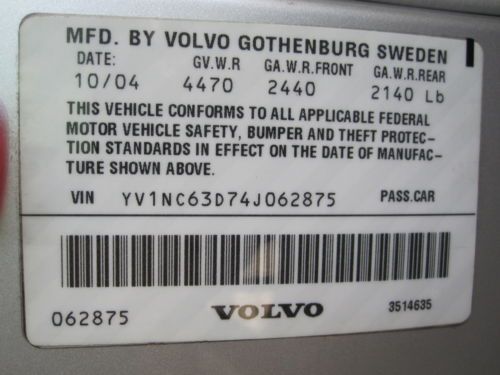 MFD. BY VOLVO GOTHENBURG SWEDEN
DATE: GV.W.R GA.W.R.FRONT GA.W.R.REAR
10/04 4470 2440 2140 Lb
THIS VEHICLE CONFORMS TO ALL APPLICABLE FEDERAL
MOTOR VEHICLE SAFETY, BUMPER AND THEFT PROTEC-
TION STANDARDS IN EFFECT ON THE DATE OF MANUFAC-
TURE SHOWN ABOVE.
VIN YV1NC63D74J062875 PASS.CAR
062875 VOLVO 3514635